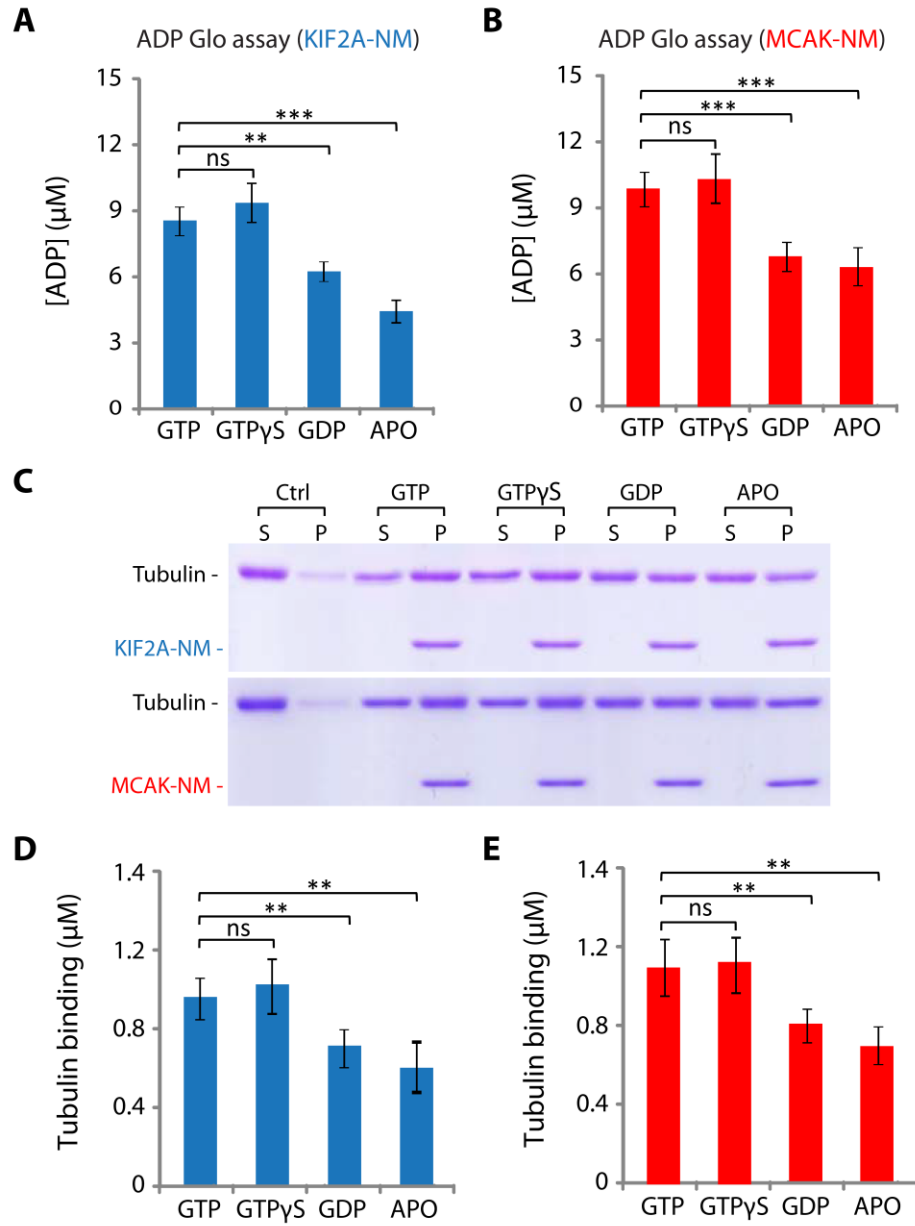 A
ADP Glo assay (KIF2A-NM)
[ADP] (µM)
15
12
9
6
3
0
***
**
ns
GTP GTPγS GDP APO
B
ADP Glo assay (MCAK-NM)
[ADP] (µM)
15
12
9
6
3
0
***
***
ns
GTP GTPγS GDP APO
C
Ctrl GTP GTPγS GDP APO
S P S P S P S P S P
Tubulin -
KIF2A-NM -
Tubulin -
MCAK-NM -
D
Tubulin binding (µM)
1.4
1.2
0.8
0.4
0
**
**
ns
GTP GTPγS GDP APO
E
Tubulin binding (µM)
1.4
1.2
0.8
0.4
0
**
**
ns
GTP GTPγS GDP APO